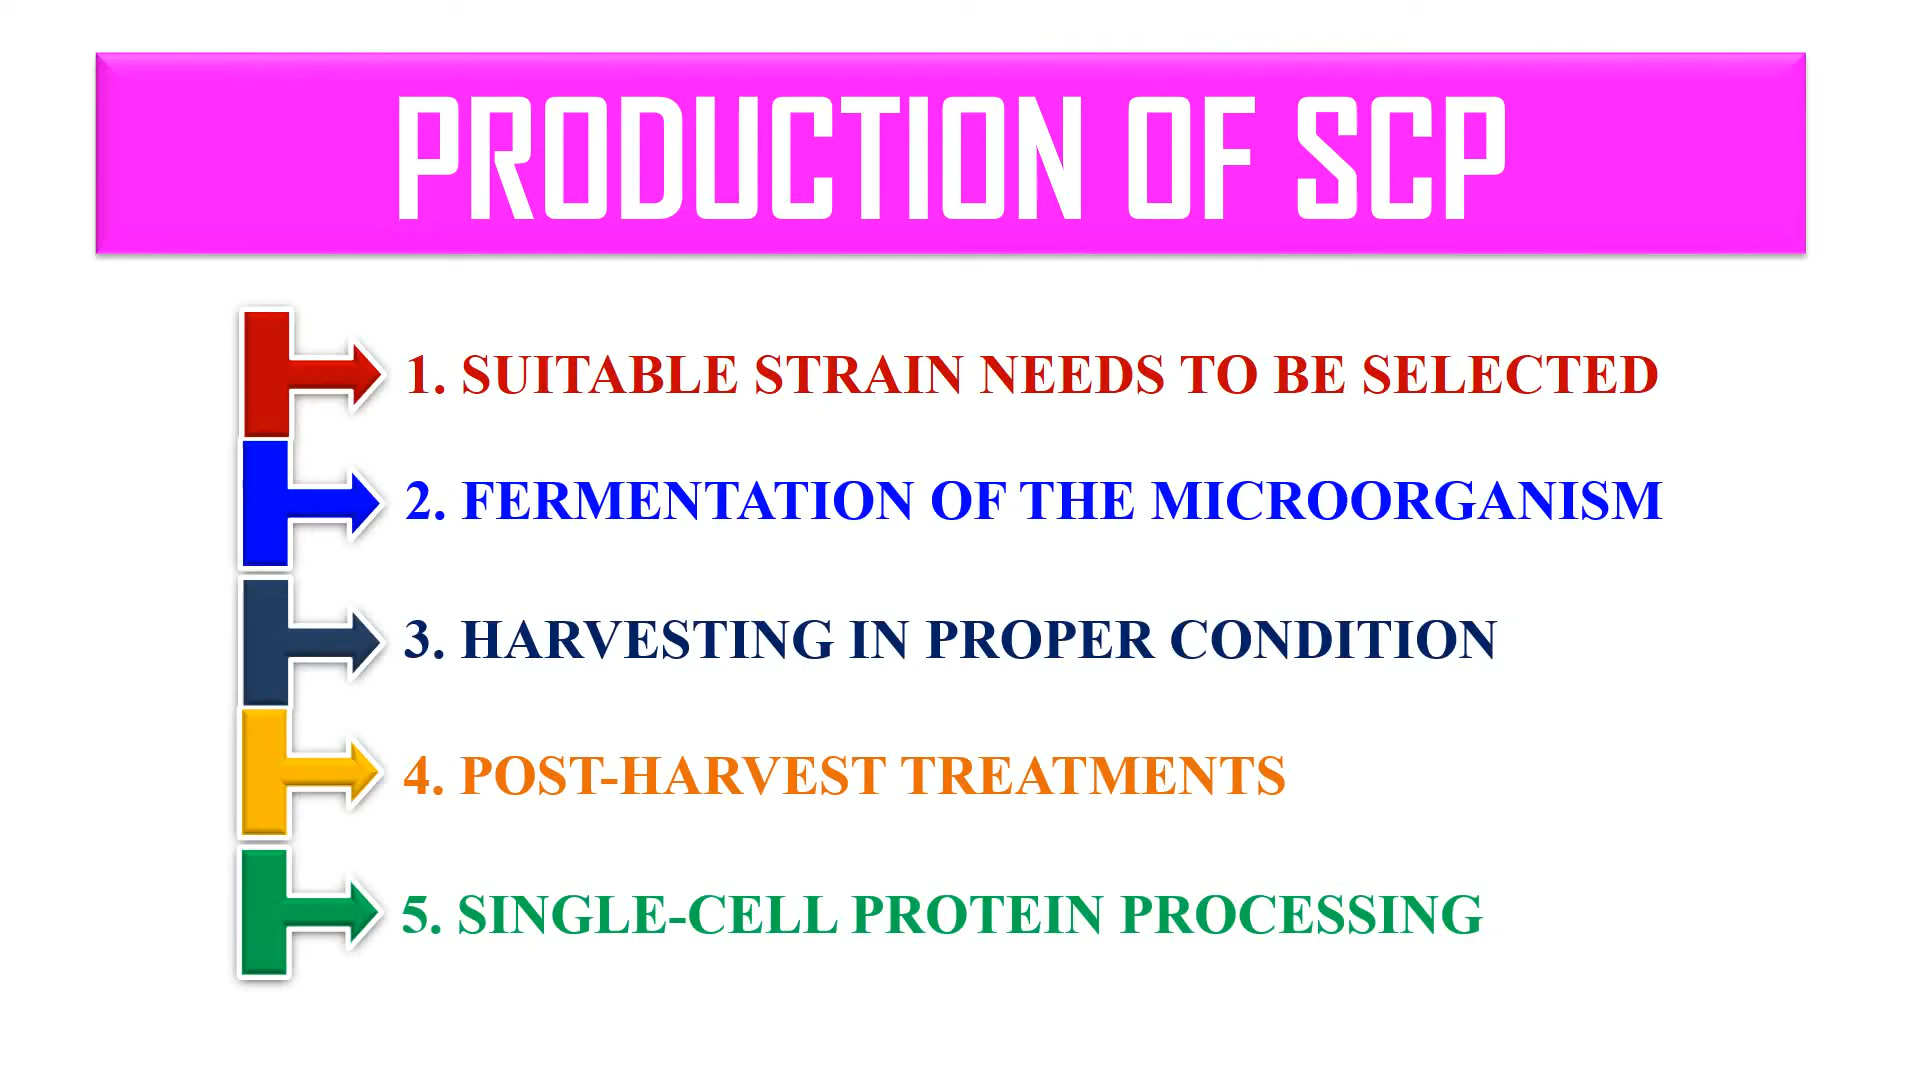 PRODUCTION OF SCP
1. SUITABLE STRAIN NEEDS TO BE SELECTED
2. FERMENTATION OF THE MICROORGANISM
3. HARVESTING IN PROPER CONDITION
4. POST-HARVEST TREATMENTS
5. SINGLE-CELL PROTEIN PROCESSING